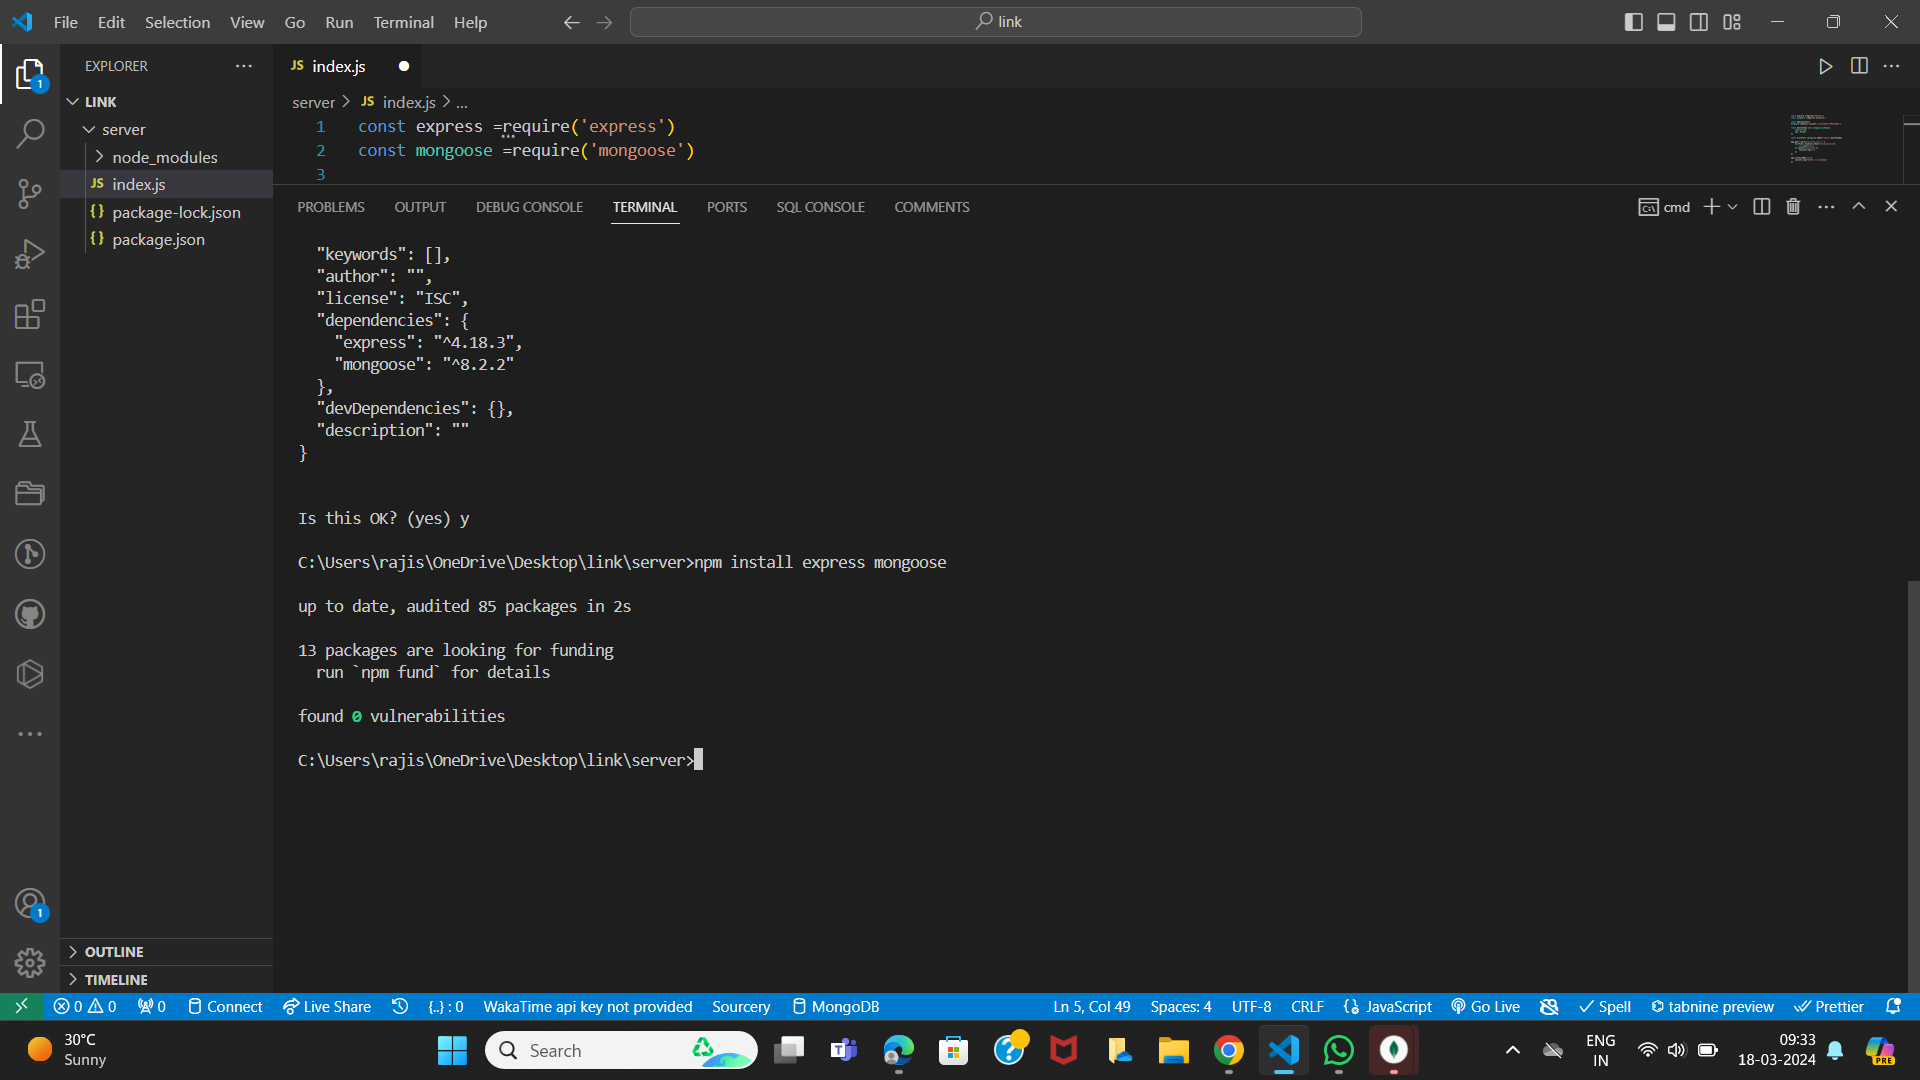 File Edit Selection View Go Run Terminal Help
link
EXPLORER
LINK
server
node_modules
JS index.js
{} package-lock.json
{} package.json
OUTLINE
TIMELINE
JS index.js
server > JS index.js > ...
1 const express =require('express')
2 const mongoose =require('mongoose')
3
PROBLEMS OUTPUT DEBUG CONSOLE TERMINAL PORTS SQL CONSOLE COMMENTS
cmd
"keywords": [],
"author": "",
"license": "ISC",
"dependencies": {
"express": "^4.18.3",
"mongoose": "^8.2.2"
},
"devDependencies": {},
"description": ""
}
Is this OK? (yes) y
C:\Users\rajis\OneDrive\Desktop\link\server>npm install express mongoose
up to date, audited 85 packages in 2s
13 packages are looking for funding
run `npm fund` for details
found 0 vulnerabilities
C:\Users\rajis\OneDrive\Desktop\link\server>
1
1
0 0 0 Connect Live Share {..} : 0 WakaTime api key not provided Sourcery MongoDB Ln 5, Col 49 Spaces: 4 UTF-8 CRLF {} JavaScript Go Live Spell tabnine preview Prettier
30°C
Sunny
Search
ENG
IN
09:33
18-03-2024
PRE